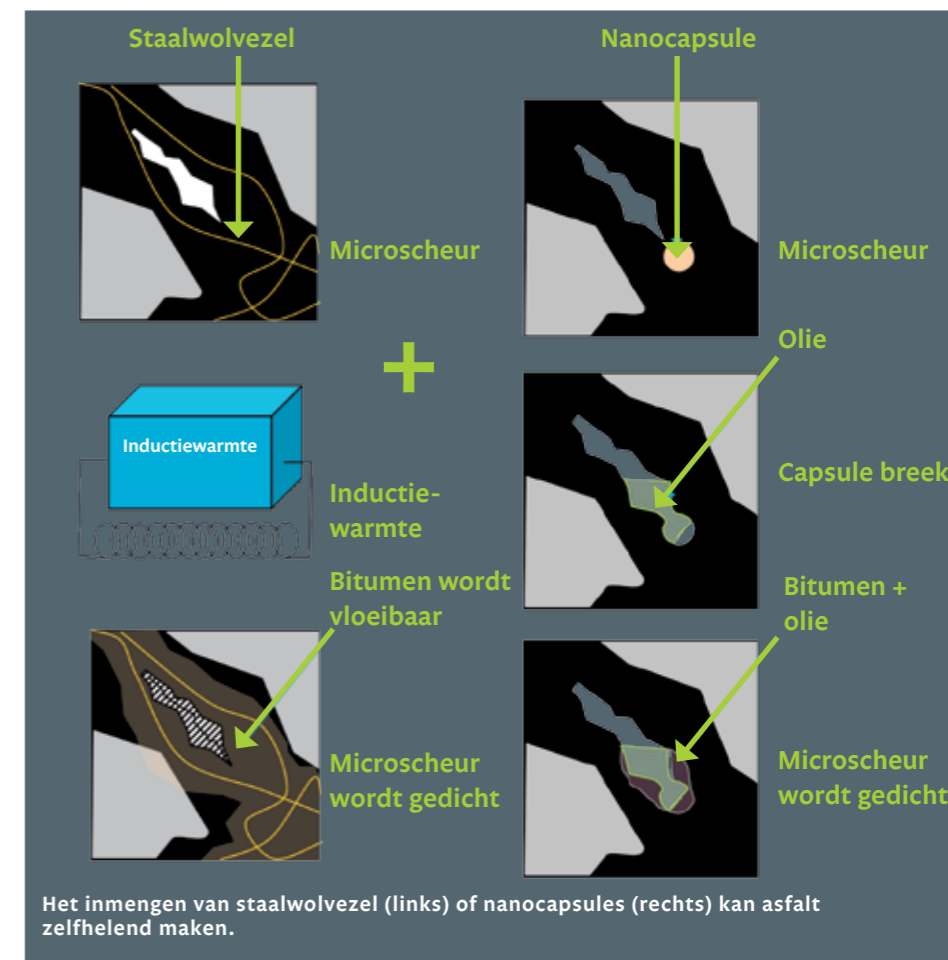 Staalwolvezel
Microscheur
+
Inductiewarmte
Inductie-
warmte
Bitumen wordt
vloeibaar
Microscheur
wordt gedicht
Nanocapsule
Microscheur
Olie
Capsule breek
Bitumen +
olie
Microscheur
wordt gedicht
Het inmengen van staalwolvezel (links) of nanocapsules (rechts) kan asfalt
zelfhelend maken.